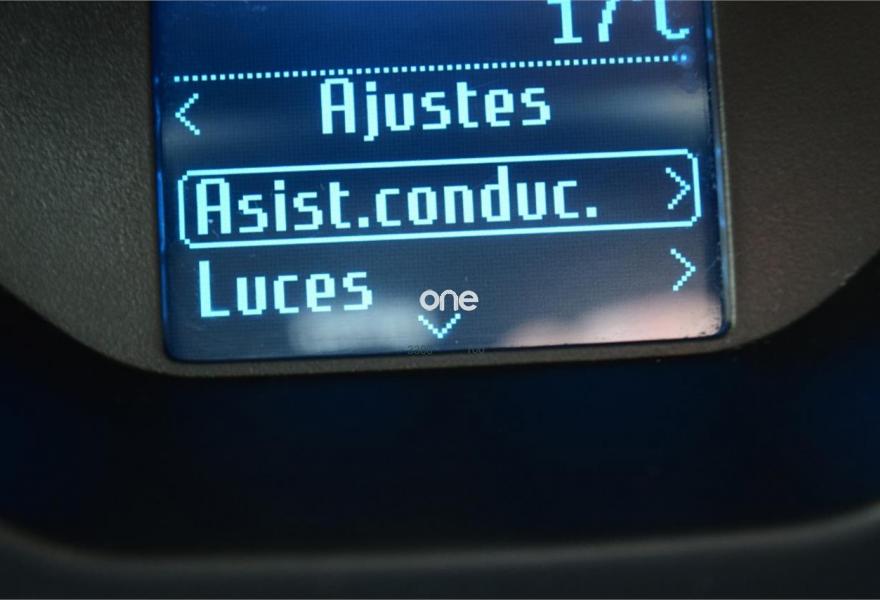 17℃
Ajustes
Asist.conduc.
Luces
one